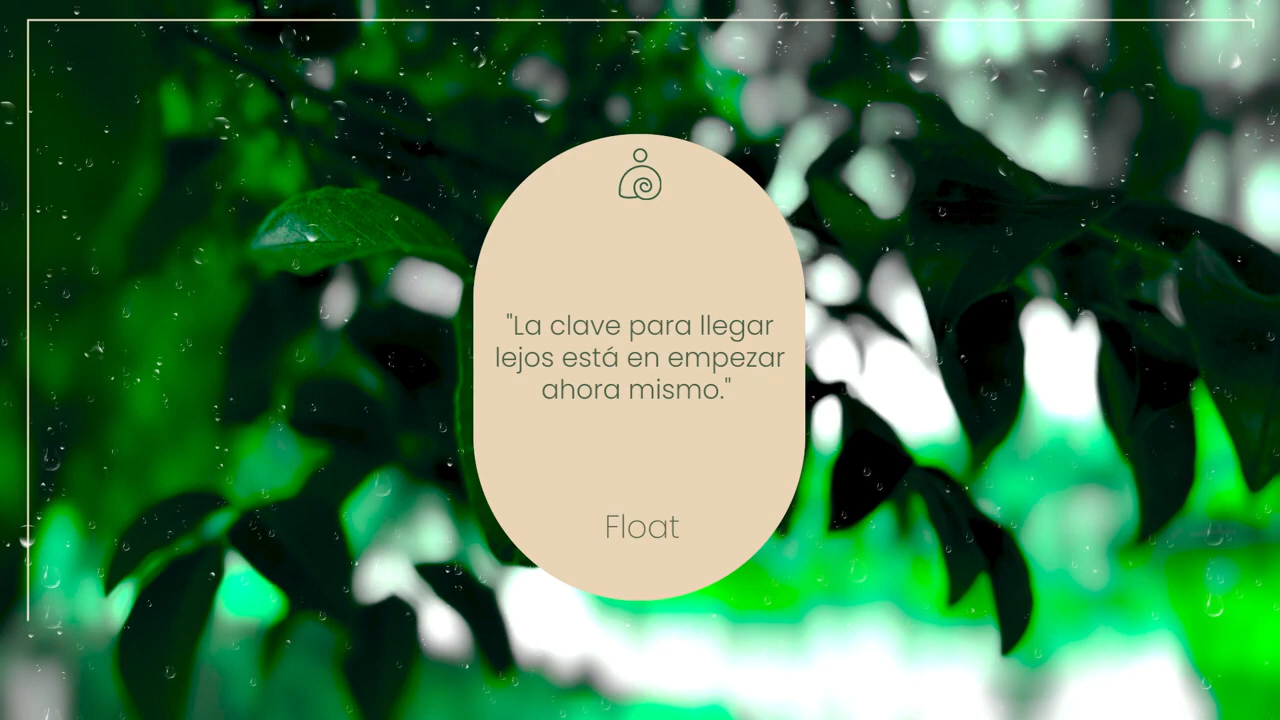 "La clave para llegar
lejos está en empezar
ahora mismo."
Float